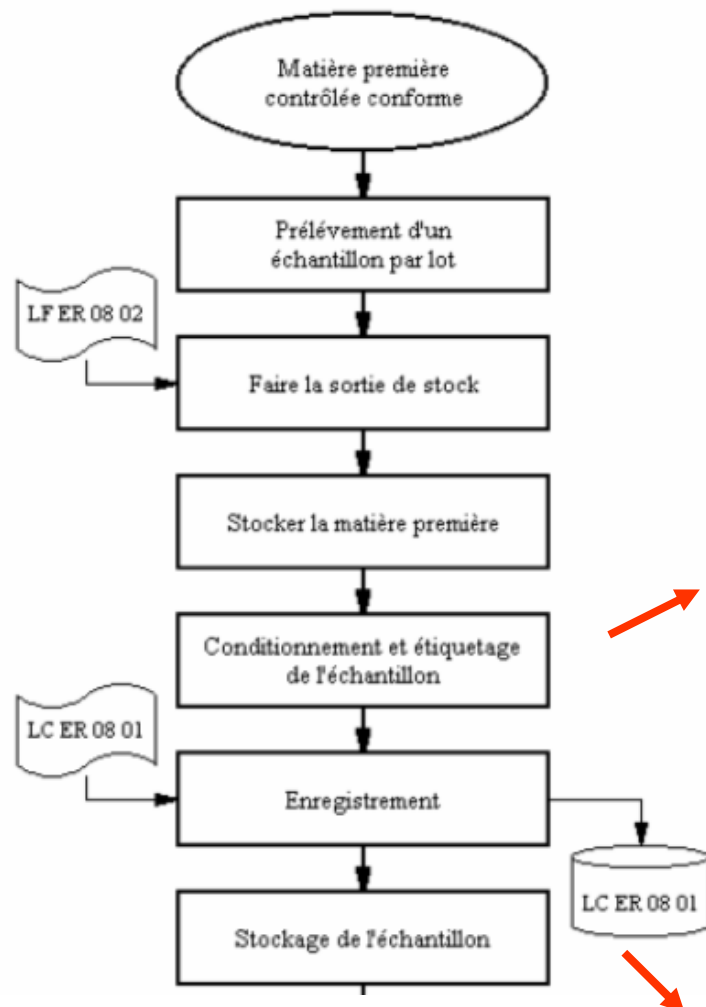 Matière première
contrôlée conforme
Prélévement d'un
échantillon par lot
LF ER 08 02
Faire la sortie de stock
Stocker la matière première
Conditionnement et étiquetage
de l'échantillon
LC ER 08 01
Enregistrement
LC ER 08 01
Stockage de l'échantillon